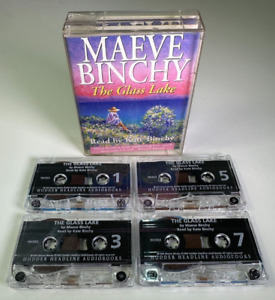 MAEVE
BINCHY
The Glass Lake
Read by Kate Binchy
THE GLASS LAKE
by Maeve Binchy
Read by Kate Binchy
1
HODDER HEADLINE AUDIOBOOKS
THE GLASS LAKE
by Maeve Binchy
Read by Kate Binchy
5
HODDER HEADLINE AUDIOBOOKS
THE GLASS LAKE
by Maeve Binchy
Read by Kate Binchy
3
HODDER HEADLINE AUDIOBOOKS
THE GLASS LAKE
by Maeve Binchy
Read by Kate Binchy
7
HODDER HEADLINE AUDIOBOOKS